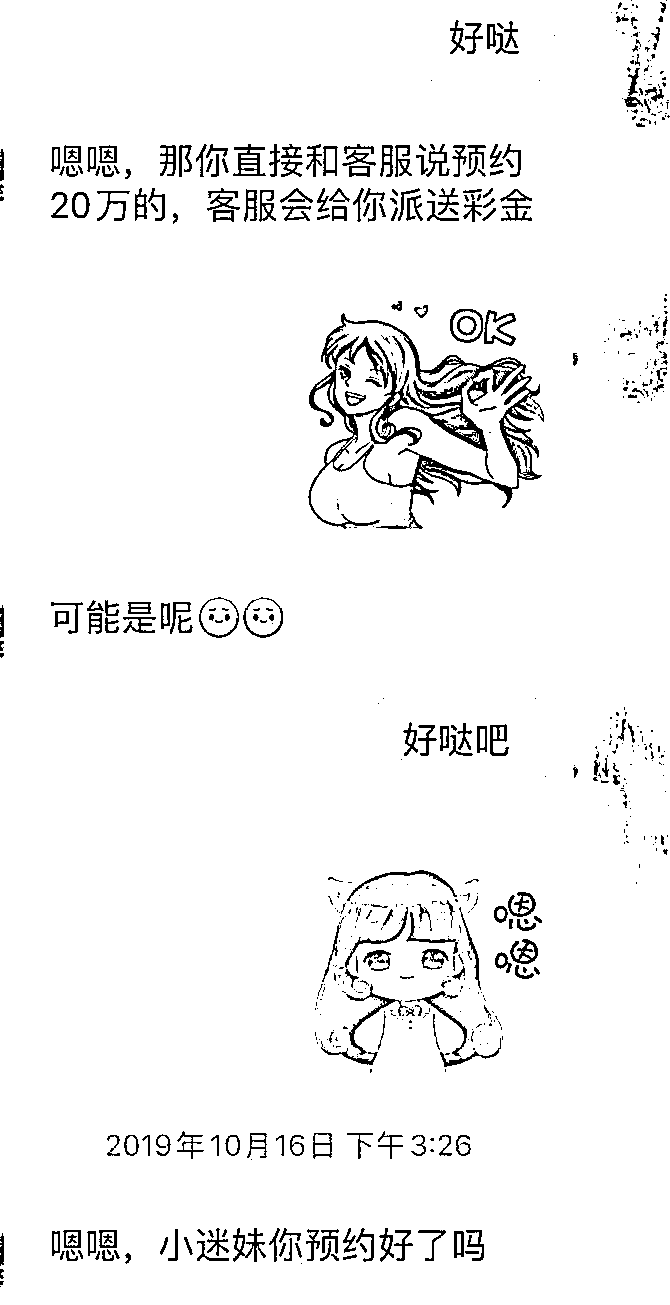 好哒
嗯嗯，那你直接和客服说预约
20万的，客服会给你派送彩金
OK
可能是呢
好哒吧
嗯
嗯
2019年10月16日 下午3:26
嗯嗯，小迷妹你预约好了吗